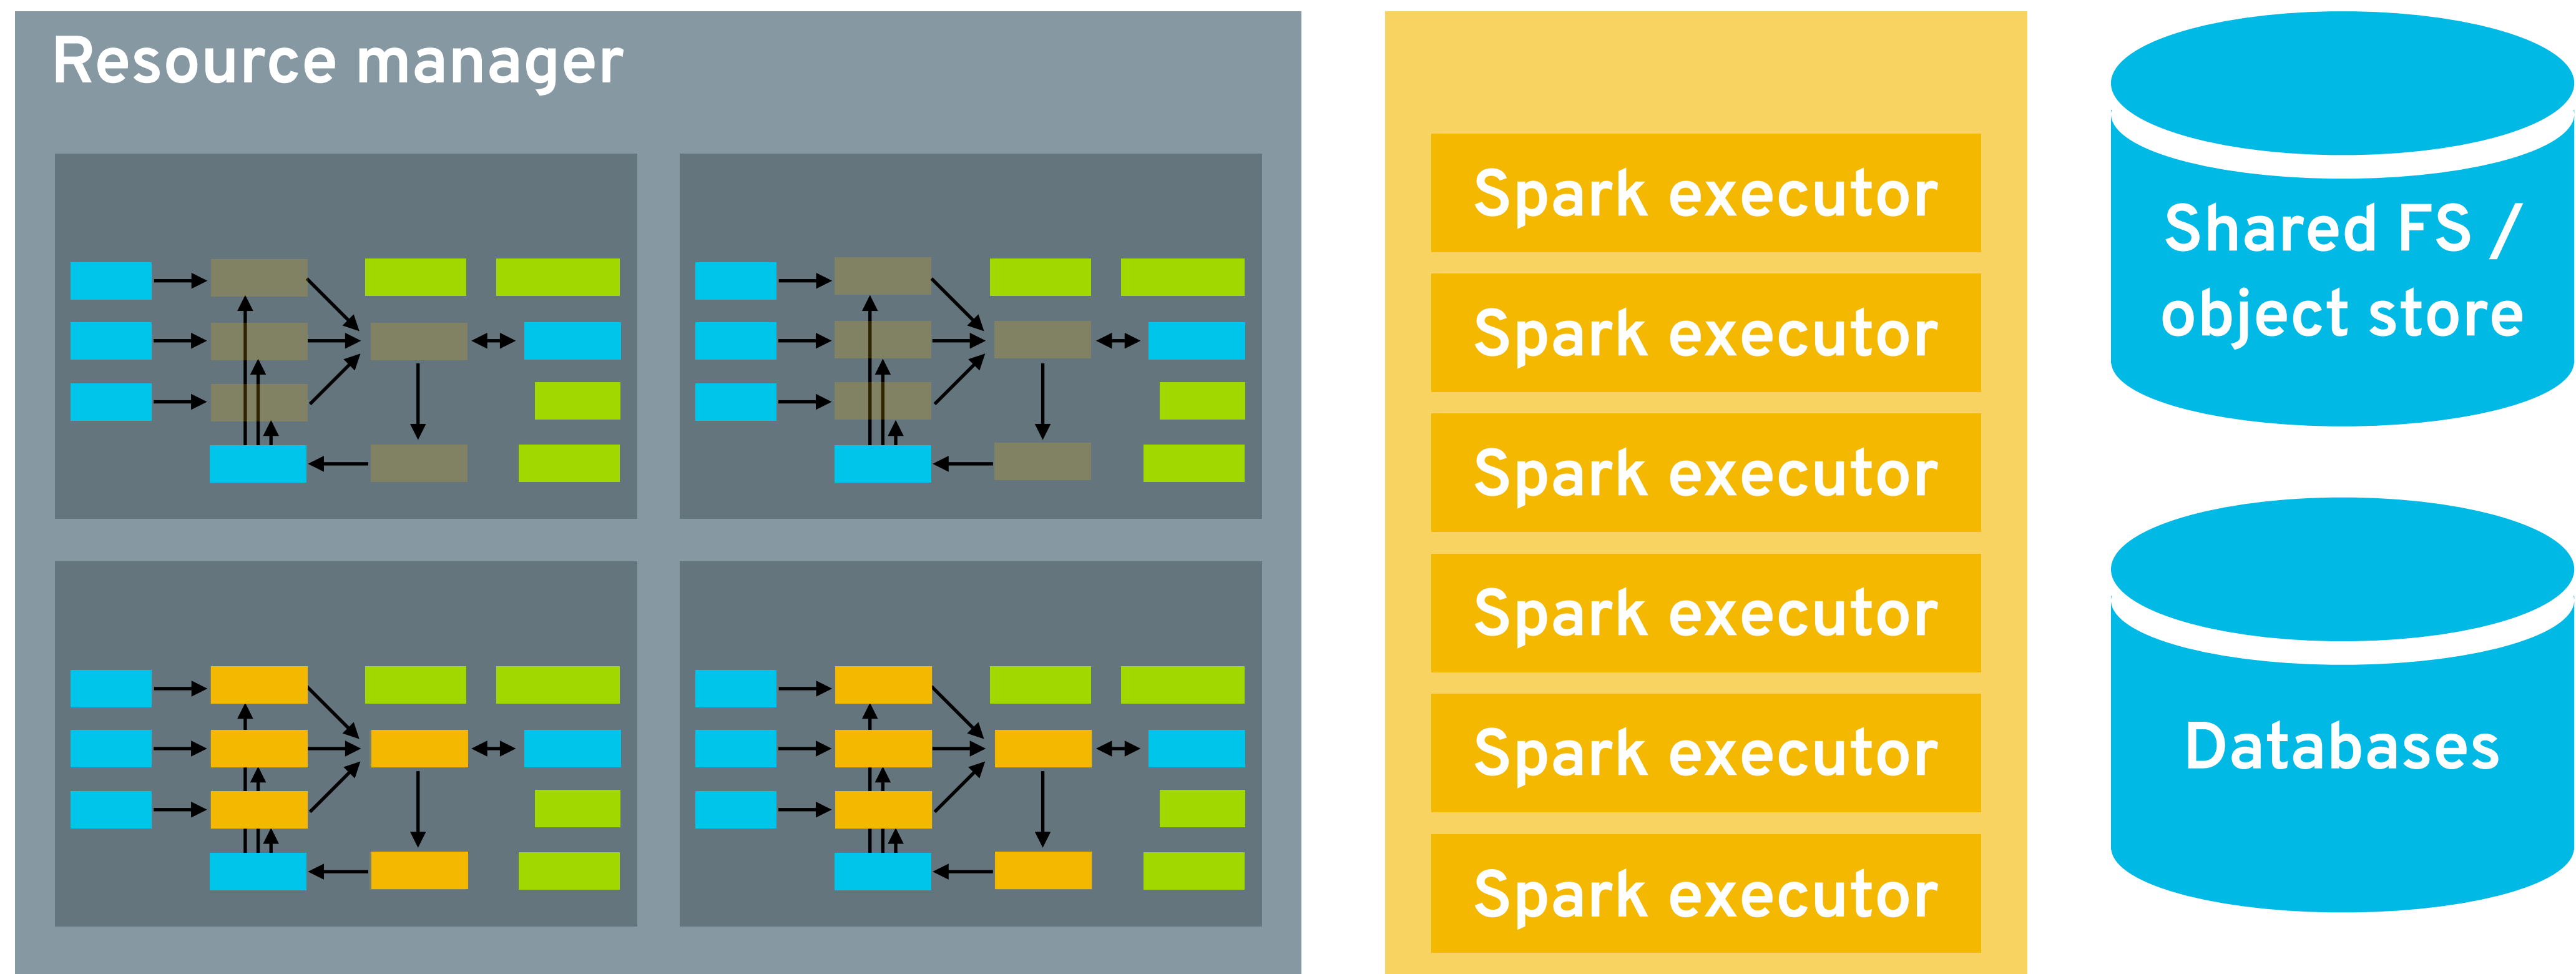 Resource manager
Spark executor
Spark executor
Spark executor
Spark executor
Spark executor
Spark executor
Shared FS /
object store
Databases